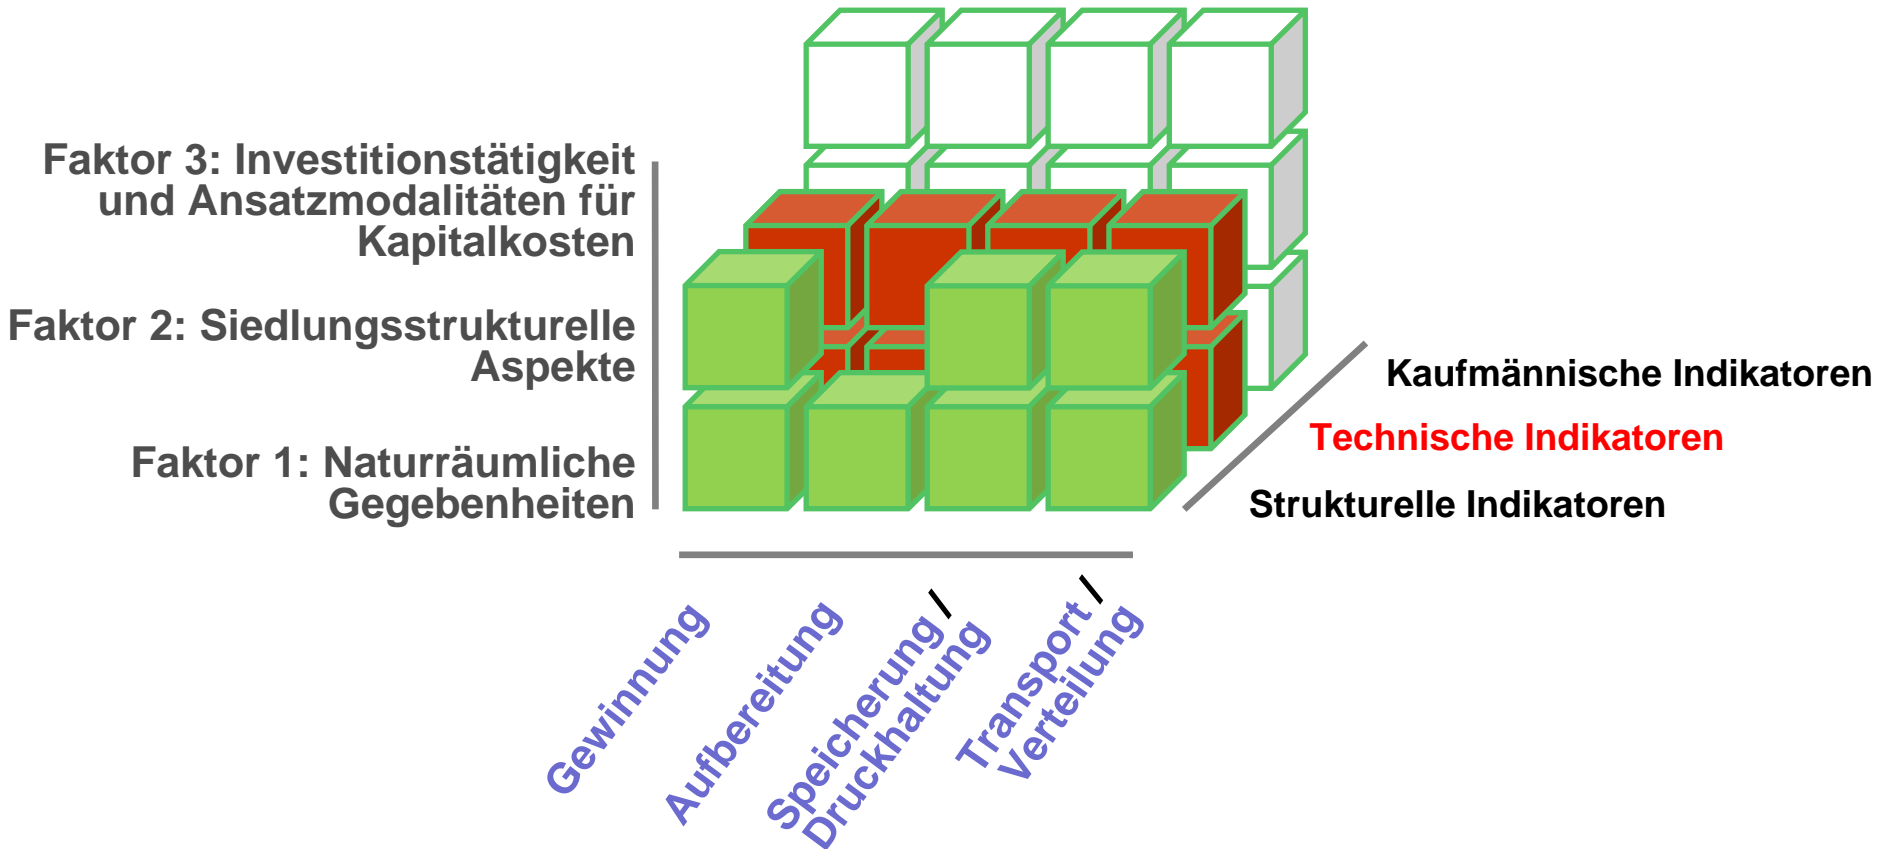 Faktor 3: Investitionstätigkeit
und Ansatzmodalitäten für
Kapitalkosten
Faktor 2: Siedlungsstrukturelle
Aspekte
Faktor 1: Naturräumliche
Gegebenheiten
Kaufmännische Indikatoren
Technische Indikatoren
Strukturelle Indikatoren
Gewinnung
Aufbereitung
Speicherung /
Druckhaltung
Transport /
Verteilung